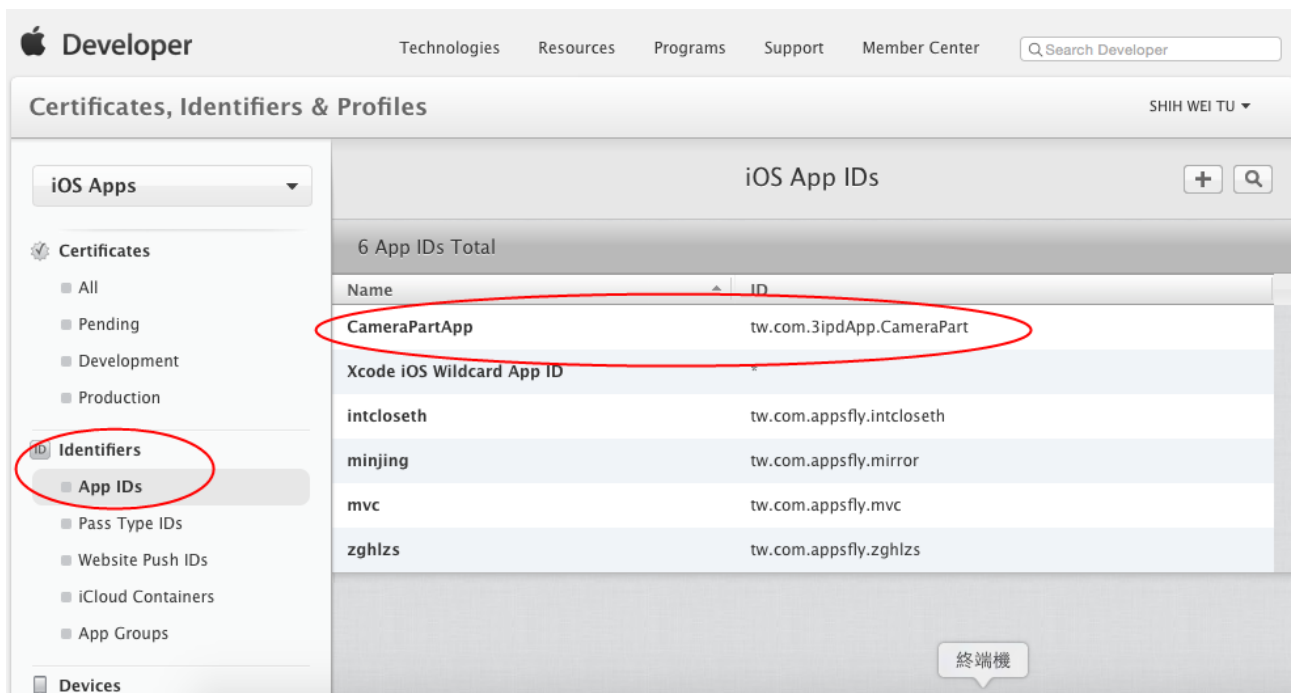 Developer
Technologies Resources Programs Support Member Center Search Developer
Certificates, Identifiers & Profiles
SHIH WEI TU
iOS Apps
iOS App IDs
Certificates
All
Pending
Development
Production
ID Identifiers
App IDs
Pass Type IDs
Website Push IDs
iCloud Containers
App Groups
Devices
6 App IDs Total
Name ID
CameraPartApp tw.com.3ipdApp.CameraPart
Xcode iOS Wildcard App ID *
intcloseth tw.com.appsfly.intcloseth
minjing tw.com.appsfly.mirror
mvc tw.com.appsfly.mvc
zghlzs tw.com.appsfly.zghlzs
終端機